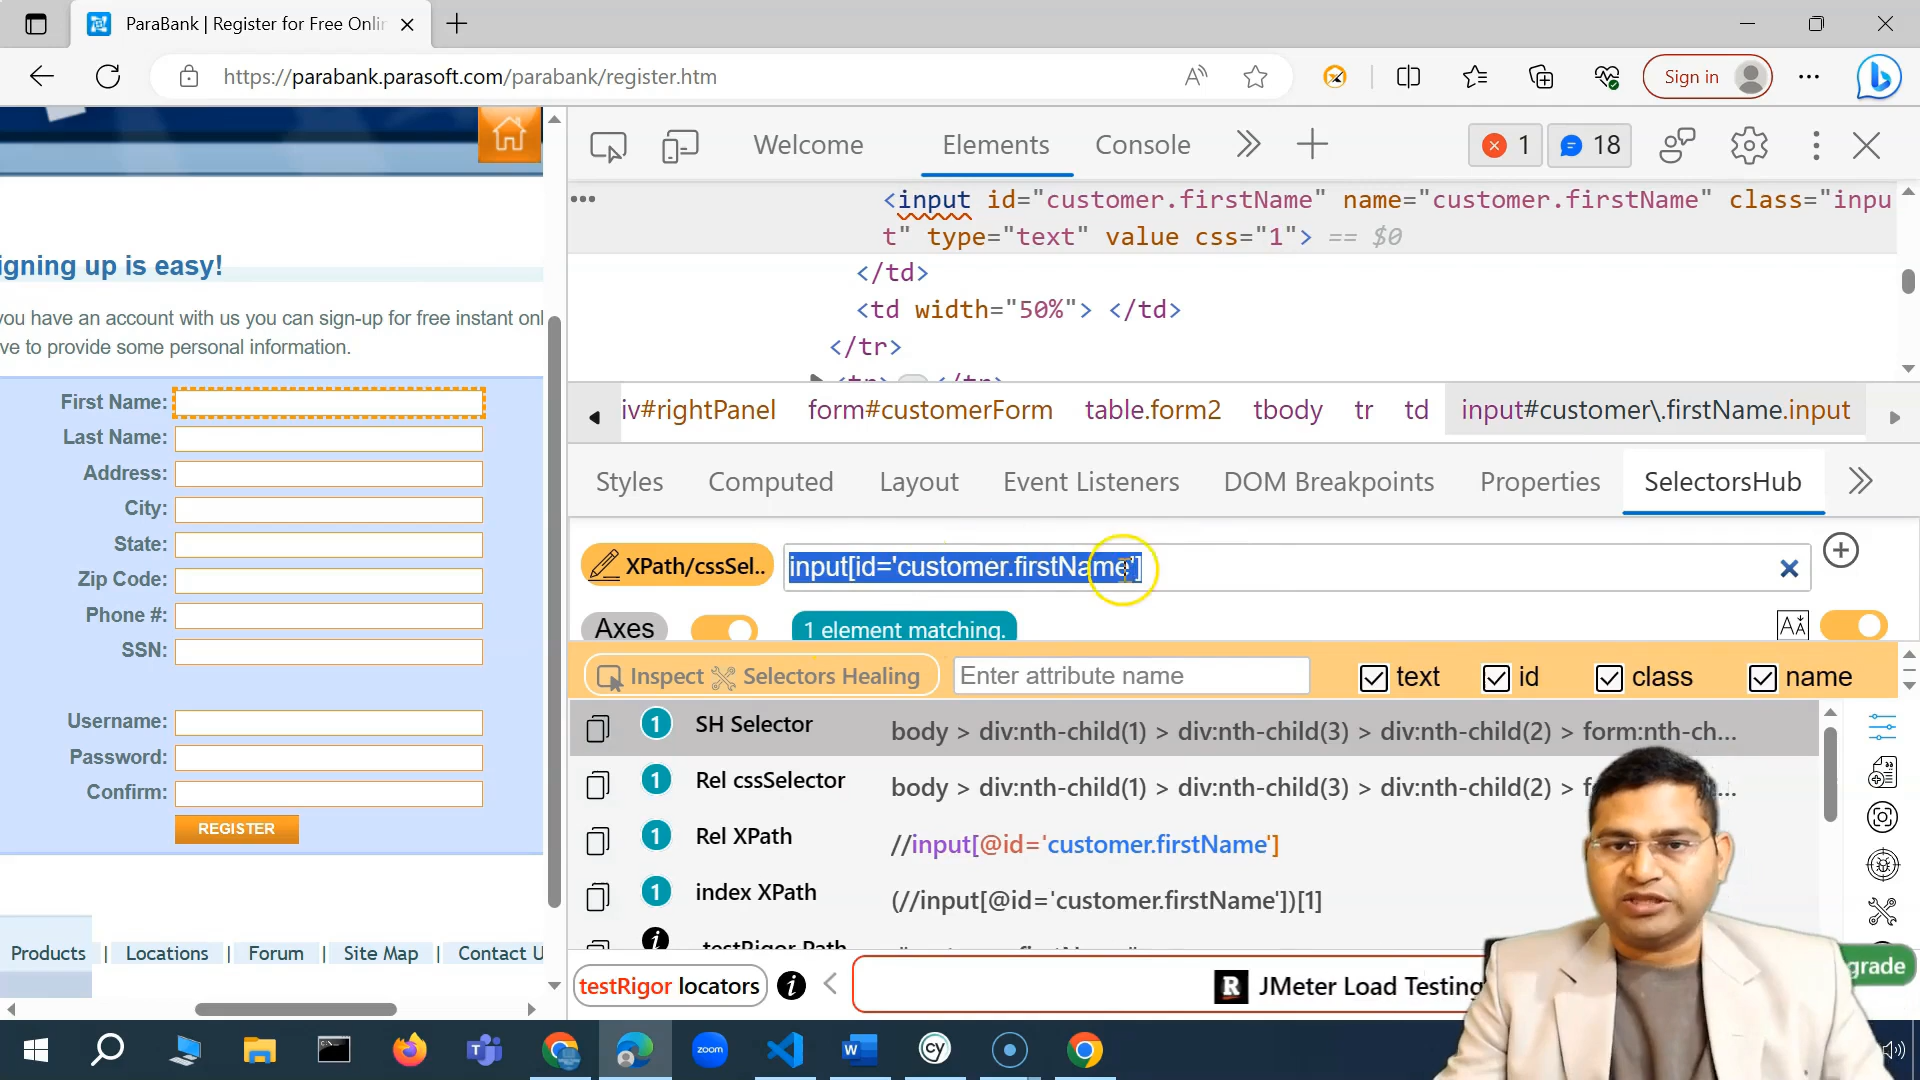 ParaBank | Register for Free Onlin
https://parabank.parasoft.com/parabank/register.htm
Sign in
Welcome
Elements
Console
1
18
<input id="customer.firstName" name="customer.firstName" class="inpu
t" type="text" value css="1"> == $0
</td>
<td width="50%"> </td>
</tr>
iv#rightPanel form#customerForm table.form2 tbody tr td input#customer\.firstName.input
Styles Computed Layout Event Listeners DOM Breakpoints Properties SelectorsHub
XPath/cssSel..
input[id='customer.firstName']
Axes
1 element matching.
Inspect Selectors Healing
Enter attribute name
text id class name
1 SH Selector body > div:nth-child(1) > div:nth-child(3) > div:nth-child(2) > form:nth-ch...
1 Rel cssSelector body > div:nth-child(1) > div:nth-child(3) > div:nth-child(2) >
1 Rel XPath //input[@id='customer.firstName']
1 index XPath (//input[@id='customer.firstName'])[1]
testRigor Path
testRigor locators
JMeter Load Testing
grade
igning up is easy!
you have an account with us you can sign-up for free instant onl
ve to provide some personal information.
First Name:
Last Name:
Address:
City:
State:
Zip Code:
Phone #:
SSN:
Username:
Password:
Confirm:
REGISTER
Products | Locations | Forum | Site Map | Contact U
zoom
cy